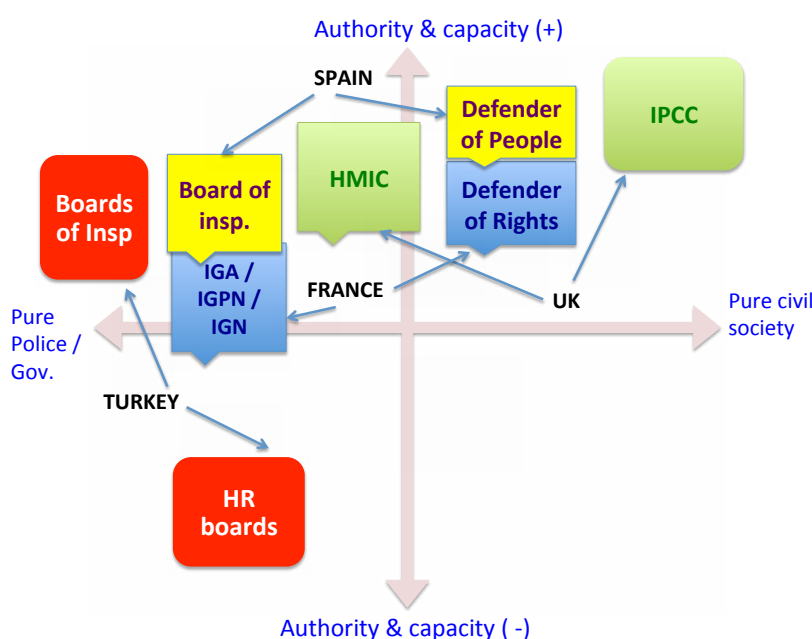 Authority & capacity (+)
SPAIN
Defender
of People
IPCC
Board of
insp.
HMIC
Boards
of Insp
Defender
of Rights
IGA /
IGPN /
IGN
FRANCE
UK
Pure
Police /
Gov.
Pure civil
society
TURKEY
HR
boards
Authority & capacity ( -)